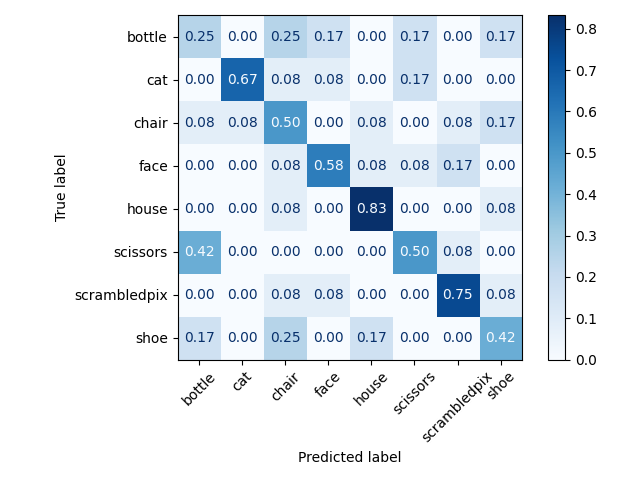 bottle 0.25 0.00 0.25 0.17 0.00 0.17 0.00 0.17
cat 0.00 0.67 0.08 0.08 0.00 0.17 0.00 0.00
chair 0.08 0.08 0.50 0.00 0.08 0.00 0.08 0.17
face 0.00 0.00 0.08 0.58 0.08 0.08 0.17 0.00
house 0.00 0.00 0.08 0.00 0.83 0.00 0.00 0.08
scissors 0.42 0.00 0.00 0.00 0.00 0.50 0.08 0.00
scrambledpix 0.00 0.00 0.08 0.08 0.00 0.00 0.75 0.08
shoe 0.17 0.00 0.25 0.00 0.17 0.00 0.00 0.42
True label
bottle cat chair face house scissors scrambledpix shoe
Predicted label
0.8
0.7
0.6
0.5
0.4
0.3
0.2
0.1
0.0